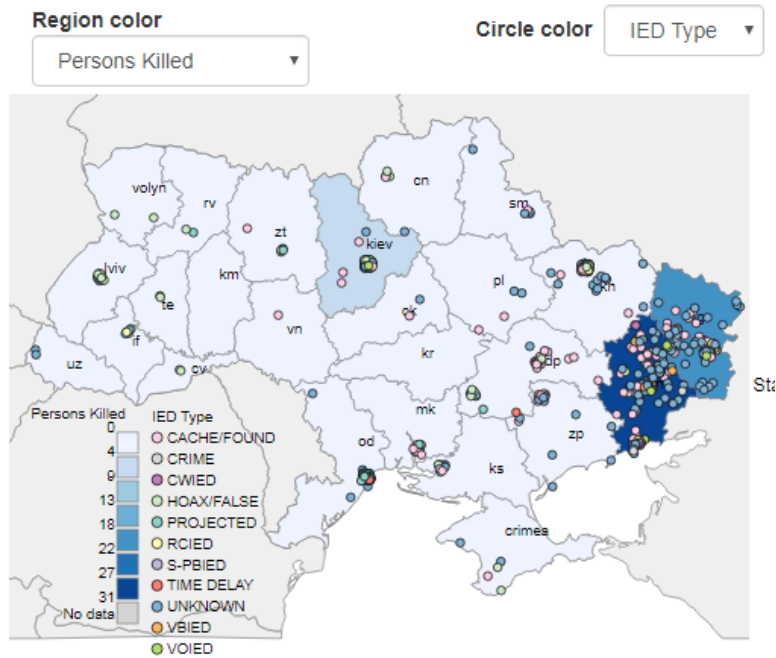 Region color
Circle color
IED Type
Persons Killed
volyn
rv
zt
cn
sm
kiev
lviv
te
km
if
uz
cv
vn
ck
pl
kh
kr
dp
mk
od
ks
zp
crimea
Sta
Persons Killed
0
4
9
13
18
22
27
31
No data
IED Type
CACHE/FOUND
CRIME
CWIED
HOAX/FALSE
PROJECTED
RCIED
S-PBIED
TIME DELAY
UNKNOWN
VBIED
VOIED